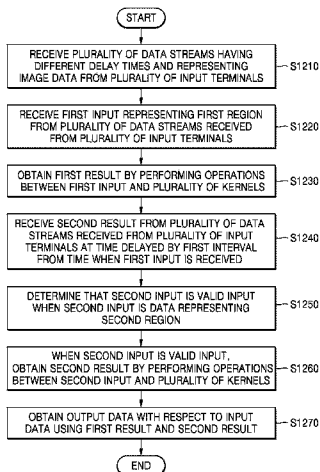 START
RECEIVE PLURALITY OF DATA STREAMS HAVING
DIFFERENT DELAY TIMES AND REPRESENTING
IMAGE DATA FROM PLURALITY OF INPUT TERMINALS
S1210
RECEIVE FIRST INPUT REPRESENTING FIRST REGION
FROM PLURALITY OF DATA STREAMS RECEIVED
FROM PLURALITY OF INPUT TERMINALS
S1220
OBTAIN FIRST RESULT BY PERFORMING OPERATIONS
BETWEEN FIRST INPUT AND PLURALITY OF KERNELS
S1230
RECEIVE SECOND RESULT FROM PLURALITY OF DATA
STREAMS RECEIVED FROM PLURALITY OF INPUT
TERMINALS AT TIME DELAYED BY FIRST INTERVAL
FROM TIME WHEN FIRST INPUT IS RECEIVED
S1240
DETERMINE THAT SECOND INPUT IS VALID INPUT
WHEN SECOND INPUT IS DATA REPRESENTING
SECOND REGION
S1250
WHEN SECOND INPUT IS VALID INPUT,
OBTAIN SECOND RESULT BY PERFORMING OPERATIONS
BETWEEN SECOND INPUT AND PLURALITY OF KERNELS
S1260
OBTAIN OUTPUT DATA WITH RESPECT TO INPUT
DATA USING FIRST RESULT AND SECOND RESULT
S1270
END